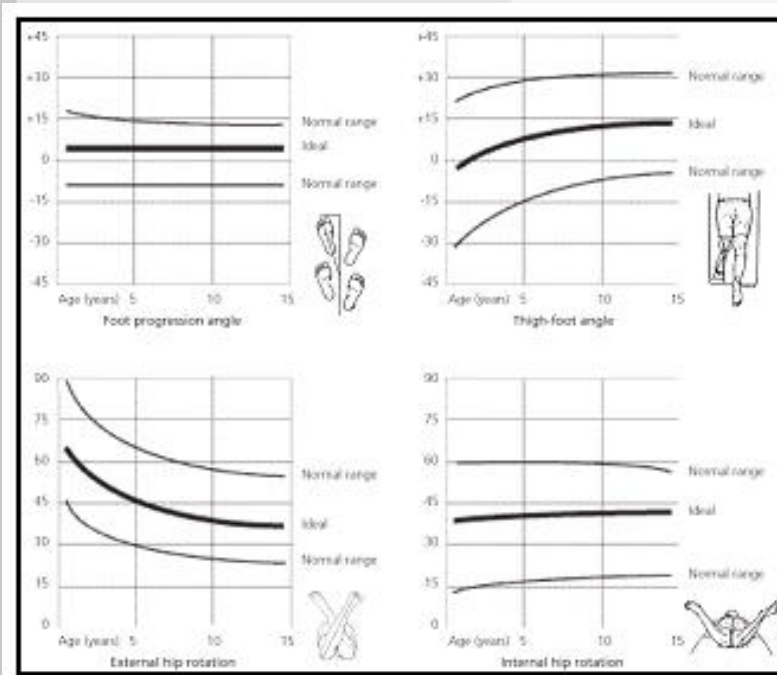 +45
+30
+15
0
-15
-30
-45
Normal range
Ideal
Normal range
Age (years) 5 10 15
Foot progression angle
+45
+30
+15
0
-15
-30
-45
Normal range
Ideal
Normal range
Age (years) 5 10 15
Thigh-foot angle
90
75
60
45
30
15
0
Normal range
Ideal
Normal range
Age (years) 5 10 15
External hip rotation
90
75
60
45
30
15
0
Normal range
Ideal
Normal range
Age (years) 5 10 15
Internal hip rotation